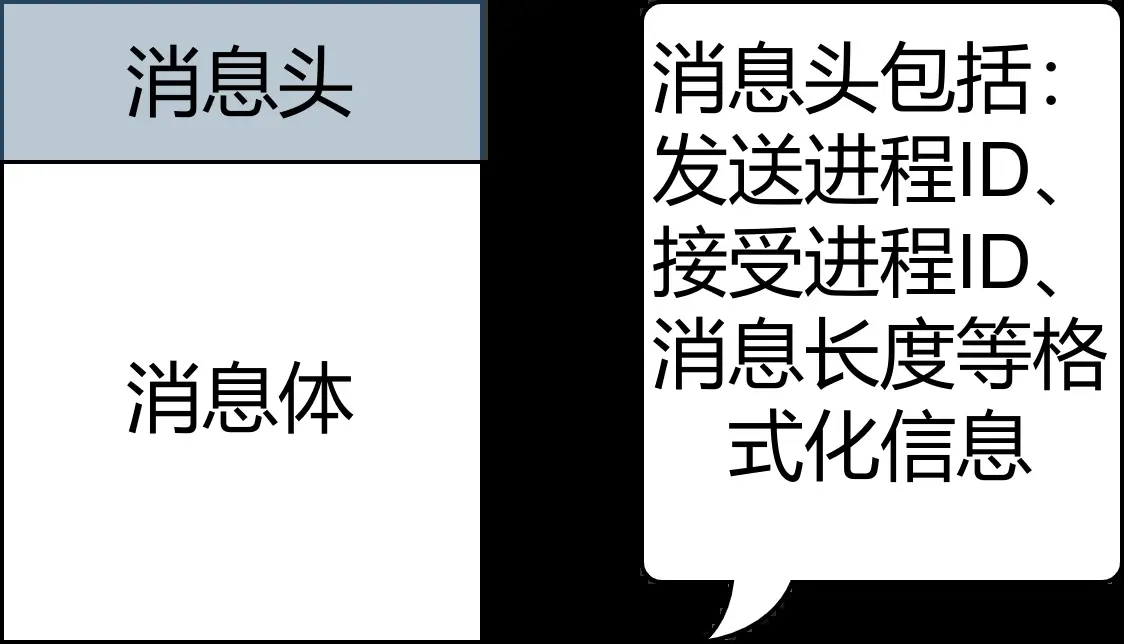 消息头
消息体
消息头包括：
发送进程ID、
接受进程ID、
消息长度等格
式化信息